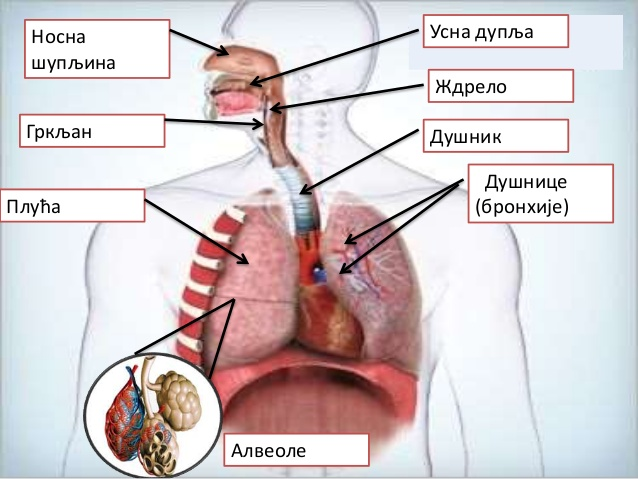 Носна
шупљина
Усна дупља
Ждрело
Гркљан
Душник
Душнице
(бронхије)
Плућа
Алвеоле